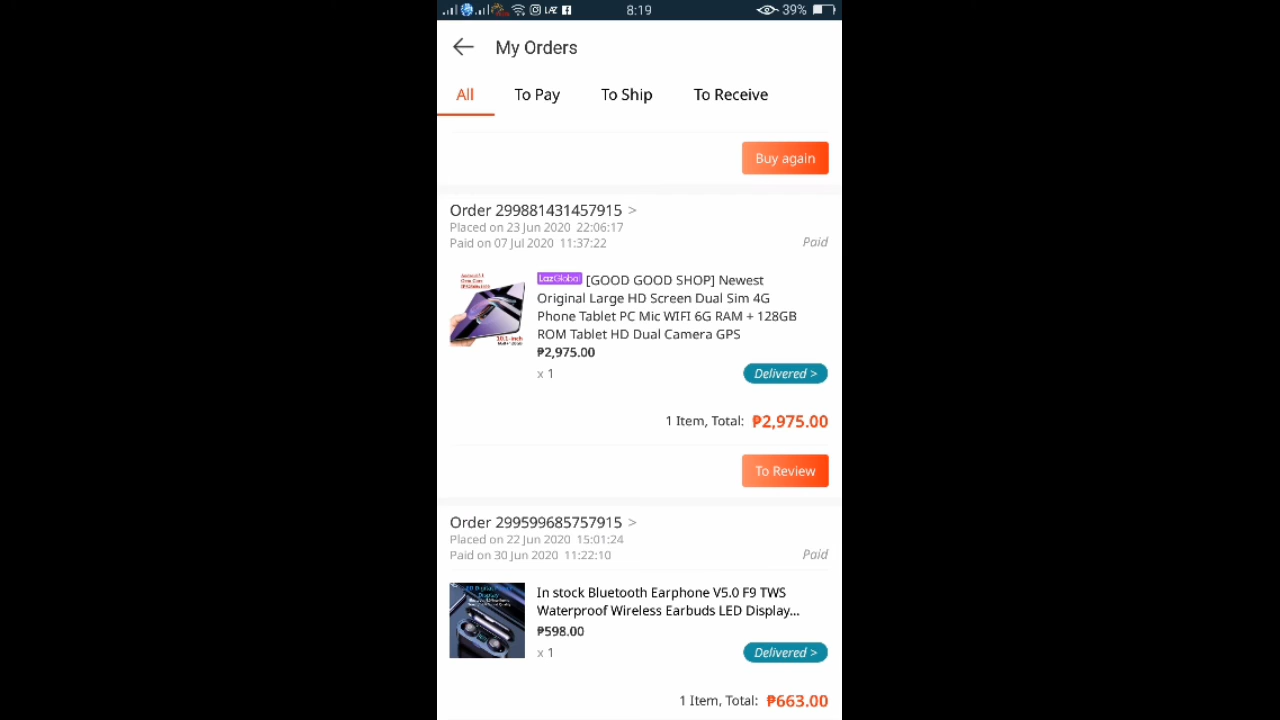 8:19
39%
My Orders
All To Pay To Ship To Receive
Buy again
Order 299881431457915 >
Placed on 23 Jun 2020 22:06:17
Paid on 07 Jul 2020 11:37:22
Paid
LazGlobal [GOOD GOOD SHOP] Newest
Original Large HD Screen Dual Sim 4G
Phone Tablet PC Mic WIFI 6G RAM + 128GB
ROM Tablet HD Dual Camera GPS
₱2,975.00
x 1
Delivered >
1 Item, Total: ₱2,975.00
To Review
Order 299599685757915 >
Placed on 22 Jun 2020 15:01:24
Paid on 30 Jun 2020 11:22:10
Paid
In stock Bluetooth Earphone V5.0 F9 TWS
Waterproof Wireless Earbuds LED Display...
₱598.00
x 1
Delivered >
1 Item, Total: ₱663.00